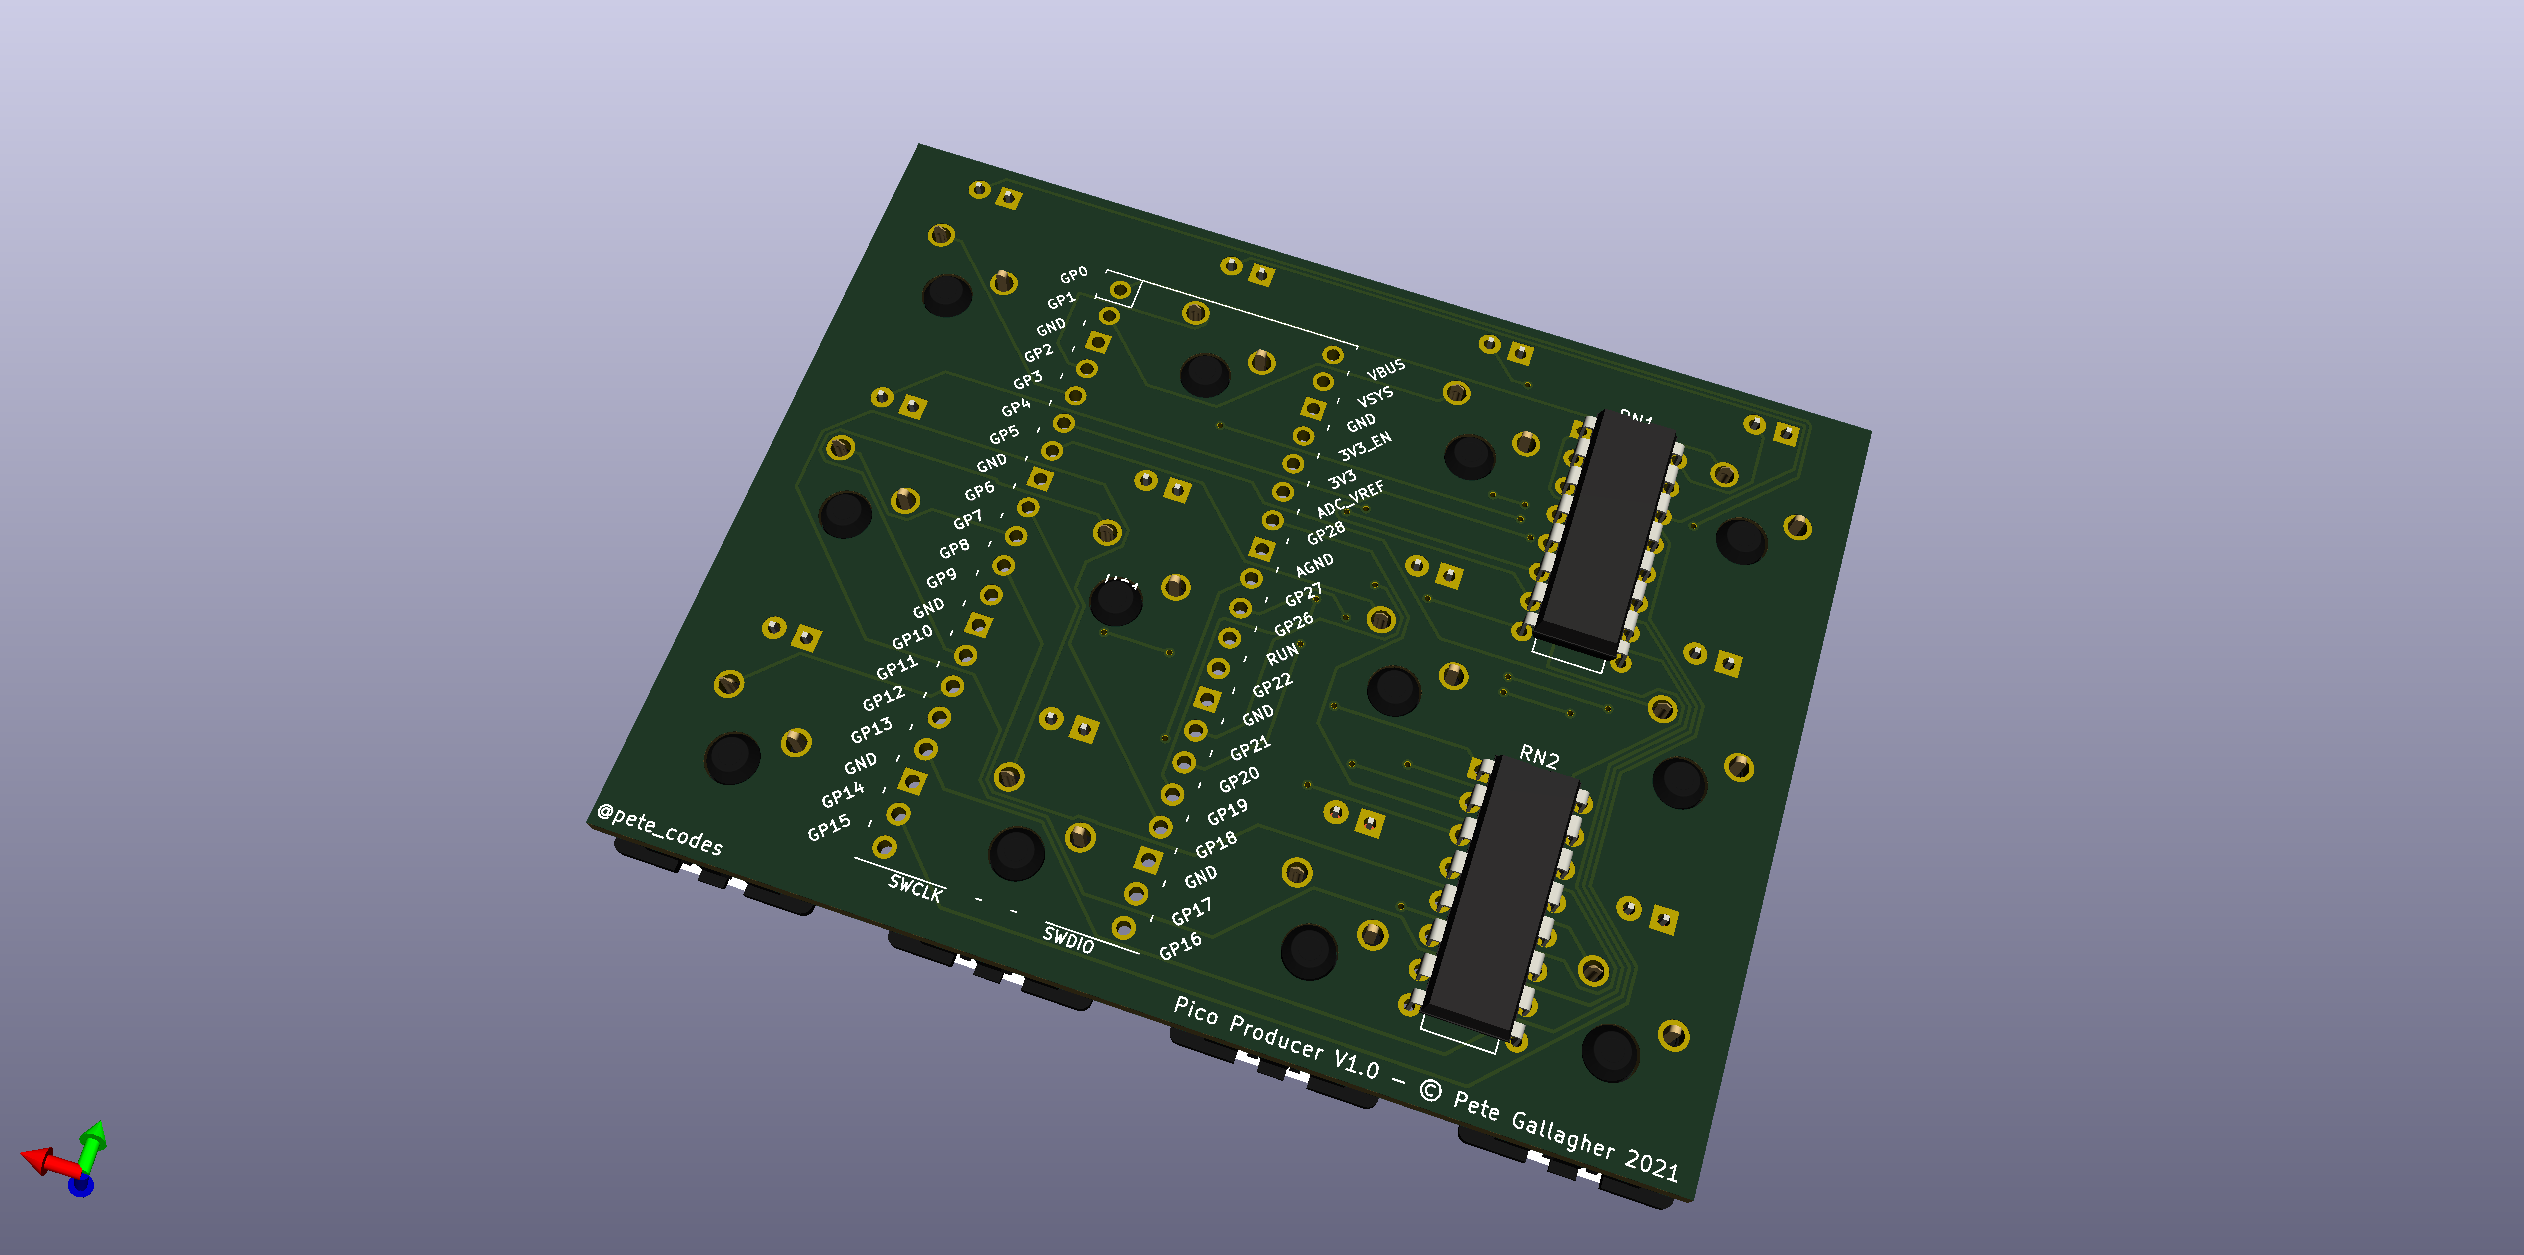 GP0
GP1
GND
GP2
GP3
GP4
GP5
GND
GP6
GP7
GP8
GP9
GND
GP10
GP11
GP12
GP13
GND
GP14
GP15
VBUS
VSYS
GND
3V3_EN
3V3
ADC_VREF
GP28
AGND
GP27
GP26
RUN
GP22
GND
GP21
GP20
GP19
GP18
GND
GP17
GP16
SWCLK - - SWDIO
RN1
RN2
@pete_codes
Pico Producer V1.0 – © Pete Gallagher 2021